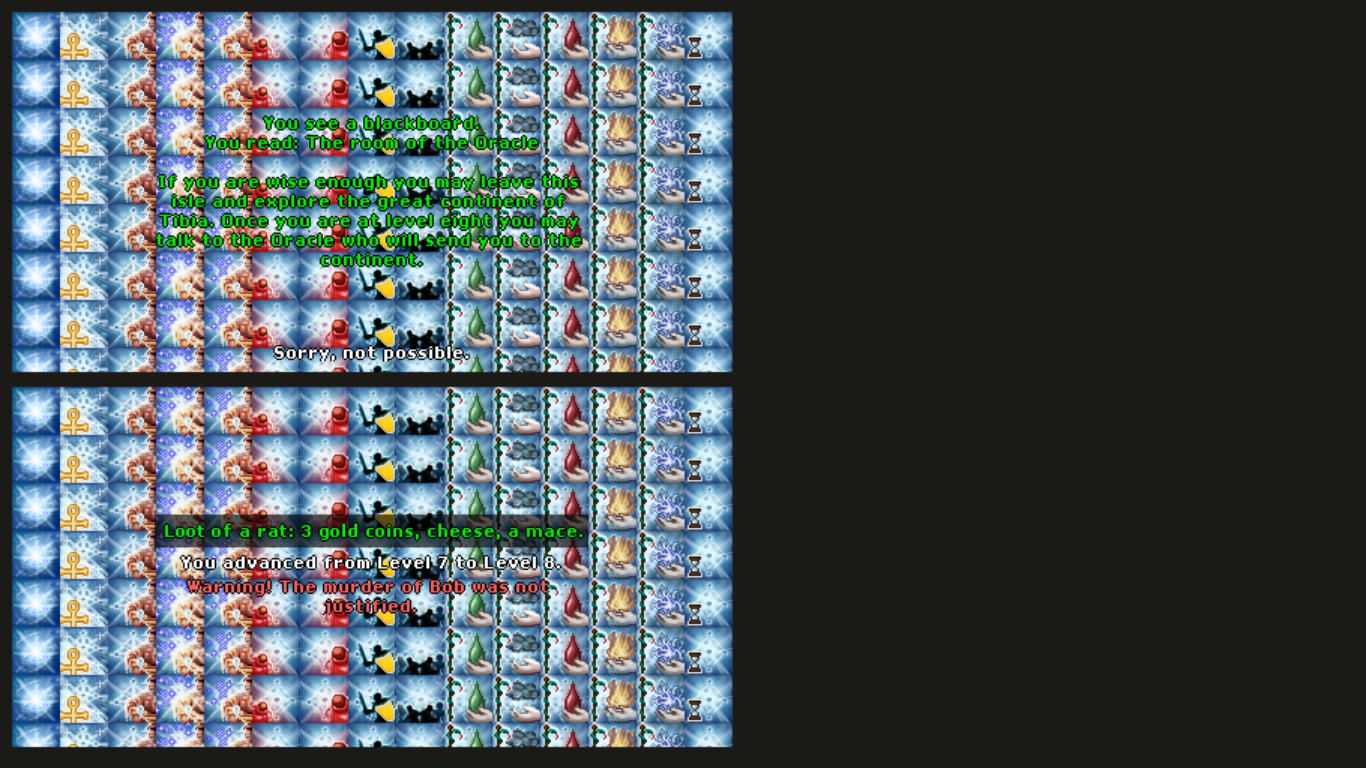 You see a blackboard.
You read: The room of the Oracle
If you are wise enough you may leave this
isle and explore the great continent of
Tibia. Once you are at level eight you may
talk to the Oracle who will send you to the
continent.
Sorry, not possible.
Loot of a rat: 3 gold coins, cheese, a mace.
You advanced from Level 7 to Level 8.
Warning! The murder of Bob was not
justified.